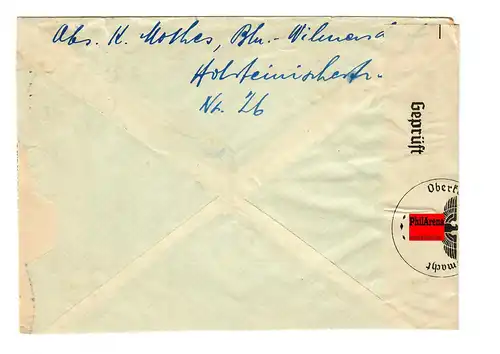 Abs. K. Mothes, Bln.-Wilmersd
Holsteinischestr.
Nr. 26
Geprüft
Oberk
PhilArena
macht